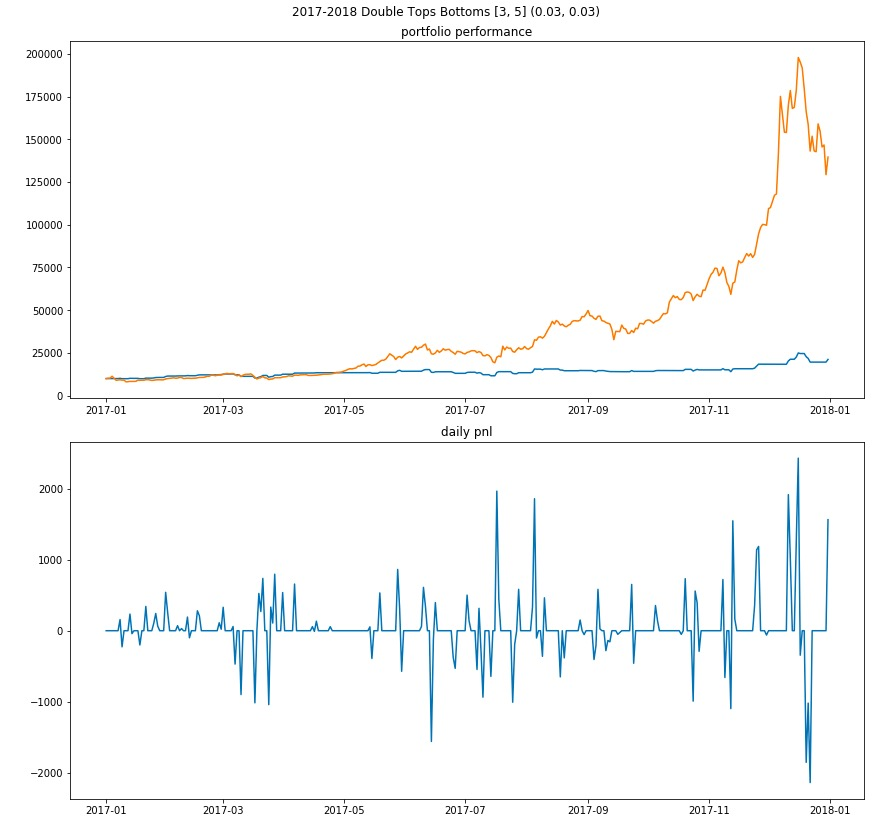 2017-2018 Double Tops Bottoms [3, 5] (0.03, 0.03)
portfolio performance
200000
175000
150000
125000
100000
75000
50000
25000
0
2017-01 2017-03 2017-05 2017-07 2017-09 2017-11 2018-01
daily pnl
2000
1000
0
−1000
−2000
2017-01 2017-03 2017-05 2017-07 2017-09 2017-11 2018-01